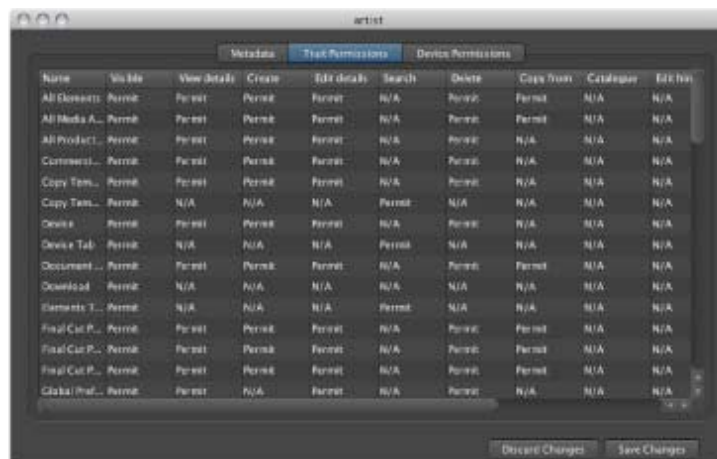 artist
Metadata Trait Permissions Device Permissions
Name Visible View details Create Edit details Search Delete Copy from Catalogue Edit hin
All Elements Permit Permit Permit Permit N/A Permit Permit N/A N/A
All Media A... Permit Permit Permit Permit N/A Permit Permit N/A N/A
All Product... Permit Permit Permit Permit N/A Permit N/A N/A N/A
Commerci... Permit Permit Permit Permit N/A Permit N/A N/A N/A
Copy Tem... Permit Permit Permit Permit N/A Permit N/A N/A N/A
Copy Tem... Permit N/A N/A N/A Permit N/A N/A N/A N/A
Device Permit Permit Permit Permit N/A Permit N/A N/A N/A
Device Tab Permit N/A N/A N/A Permit N/A N/A N/A N/A
Document ... Permit Permit Permit Permit N/A Permit Permit N/A N/A
Download Permit N/A N/A N/A N/A N/A N/A N/A N/A
Elements T... Permit N/A N/A N/A Permit N/A N/A N/A N/A
Final Cut P... Permit Permit Permit Permit N/A Permit Permit N/A N/A
Final Cut P... Permit Permit Permit Permit N/A Permit Permit N/A N/A
Final Cut P... Permit Permit Permit Permit N/A Permit Permit N/A N/A
Global Pref... Permit Permit N/A Permit N/A Permit N/A N/A N/A
Discard Changes Save Changes